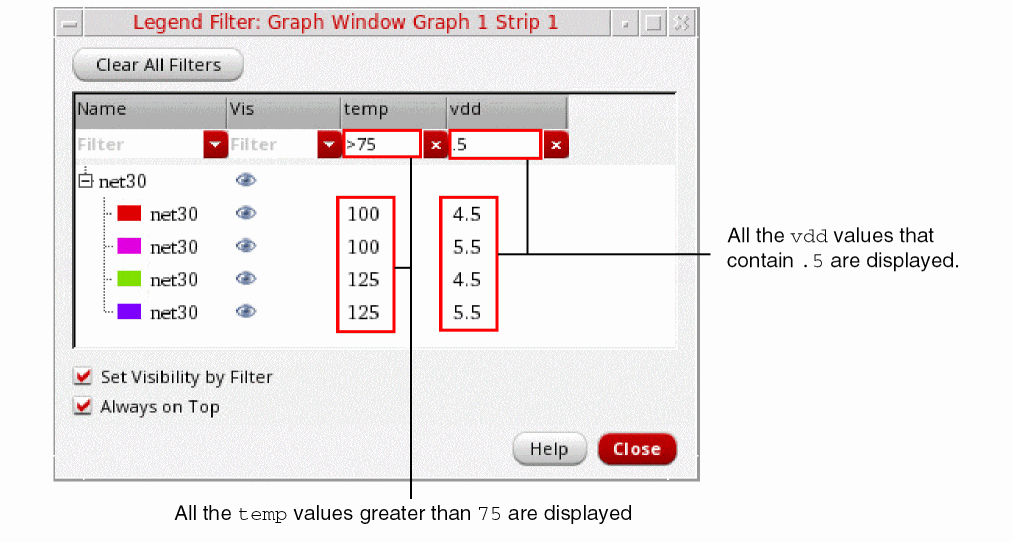 Legend Filter: Graph Window Graph 1 Strip 1
Clear All Filters
Name Vis temp vdd
Filter Filter >75 .5
net30
net30 100 4.5
net30 100 5.5
net30 125 4.5
net30 125 5.5
All the vdd values that
contain .5 are displayed.
Set Visibility by Filter
Always on Top
Help Close
All the temp values greater than 75 are displayed